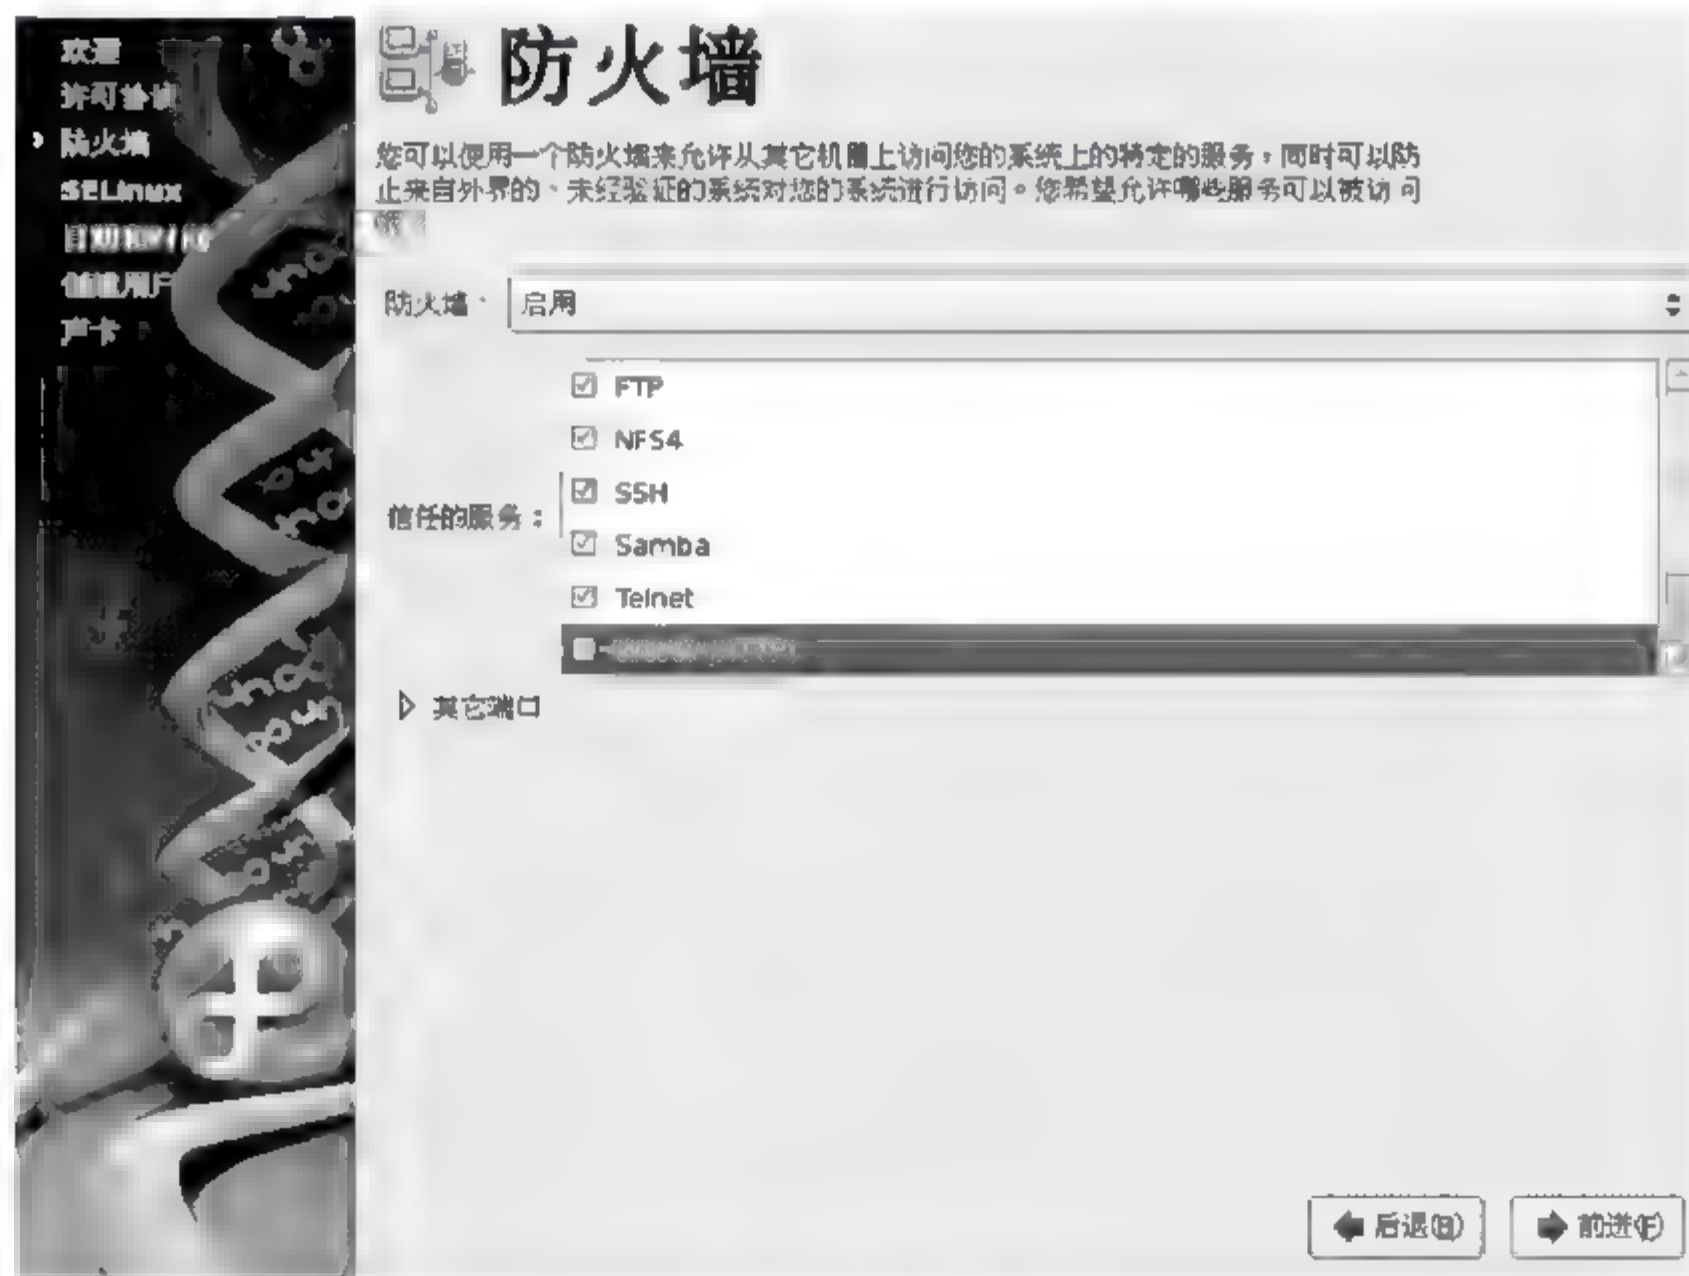 欢迎
许可协议
防火墙
SELinux
创建用户
声卡
防火墙
您可以使用一个防火墙来允许从其它机器上访问您的系统上的特定的服务,同时可以防
止来自外界的、未经验证的系统对您的系统进行访问。您希望允许哪些服务可以被访问
防火墙: 启用
信任的服务:
FTP
NFS4
SSH
Samba
Telnet
其它端口
后退(B) 前进(F)